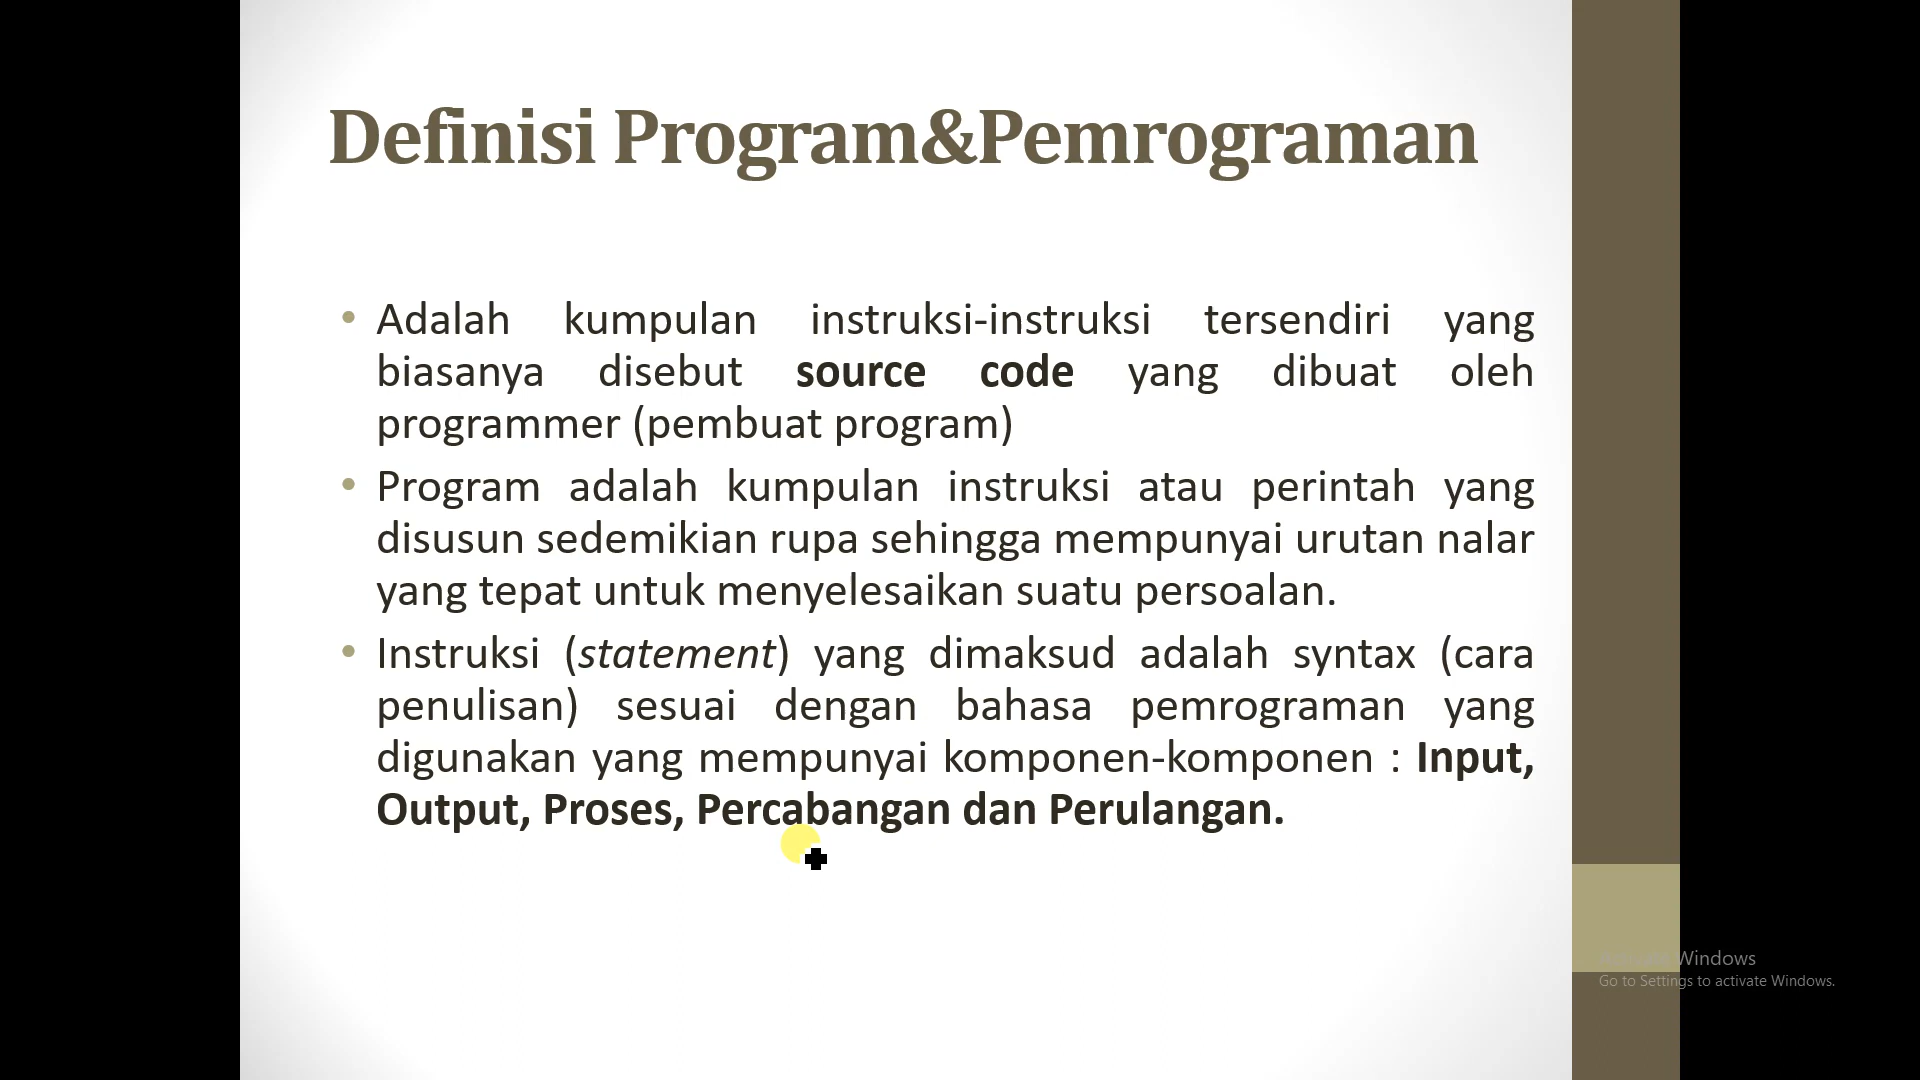 Definisi Program&Pemrograman
• Adalah kumpulan instruksi-instruksi tersendiri yang
biasanya disebut source code yang dibuat oleh
programmer (pembuat program)
• Program adalah kumpulan instruksi atau perintah yang
disusun sedemikian rupa sehingga mempunyai urutan nalar
yang tepat untuk menyelesaikan suatu persoalan.
• Instruksi (statement) yang dimaksud adalah syntax (cara
penulisan) sesuai dengan bahasa pemrograman yang
digunakan yang mempunyai komponen-komponen : Input,
Output, Proses, Percabangan dan Perulangan.
Windows
Go to Settings to activate Windows.